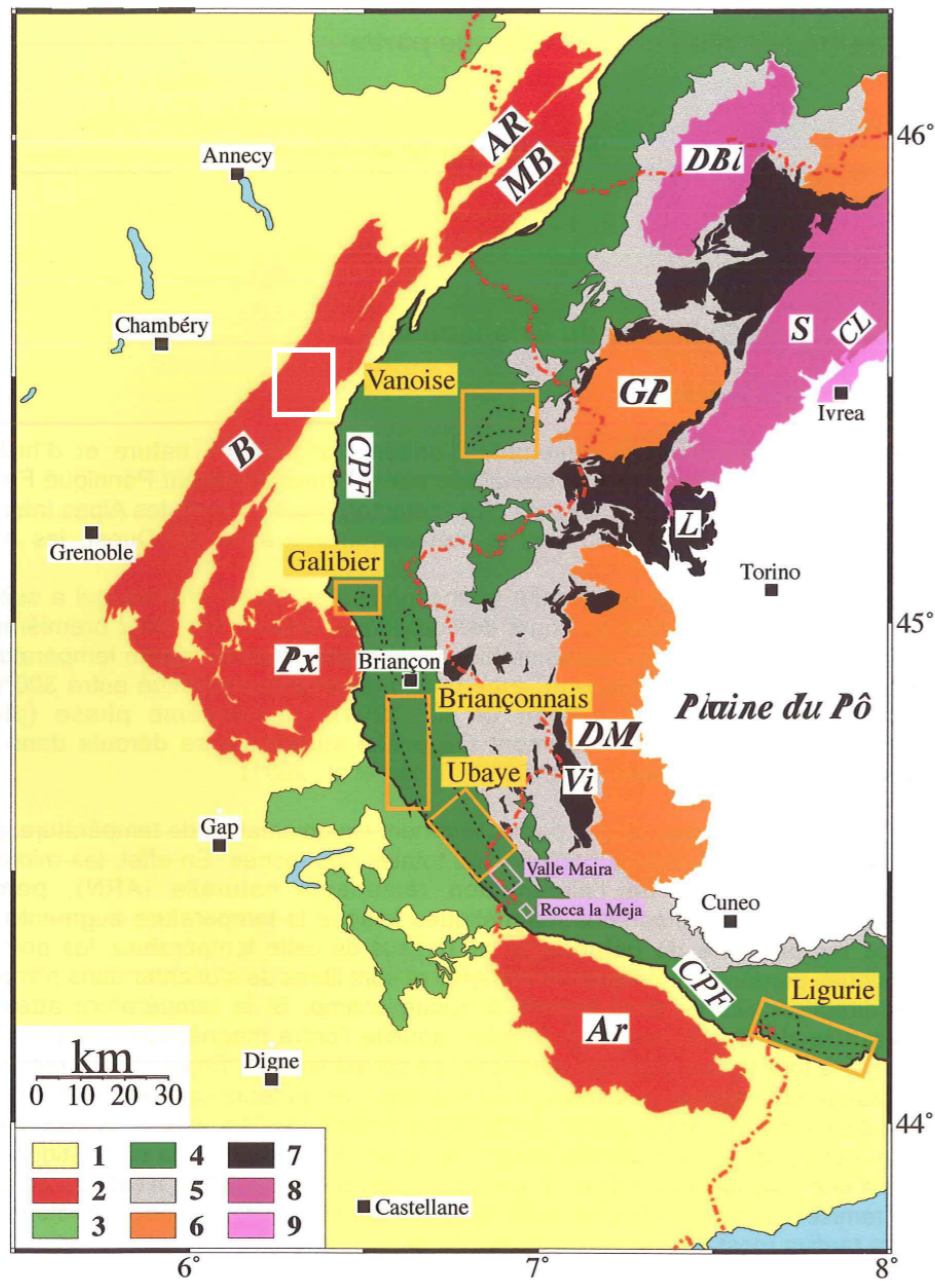 AR
MB
DBl
46°
Annecy
Chambéry
S
CL
Ivrea
Vanoise
GP
B
CPF
Grenoble
L
Galibier
Torino
45°
Px
Briançon
Briançonnais
DM
Plaine du Pô
Ubaye
Vi
Gap
Valle Maira
Rocca la Meja
Cuneo
CPF
Ligurie
Ar
km
0 10 20 30
Digne
44°
1 4 7
2 5 8
3 6 9
Castellane
6° 7° 8°